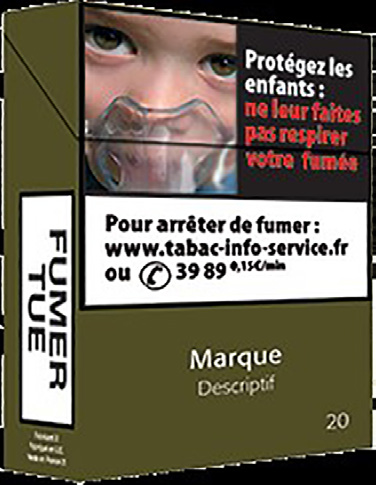 Protégez les
enfants :
ne leur faites
pas respirer
votre fumée
Pour arrêter de fumer :
www.tabac-info-service.fr
ou 39 89 0,15€/min
FUMER
TUE
Marque
Descriptif
20